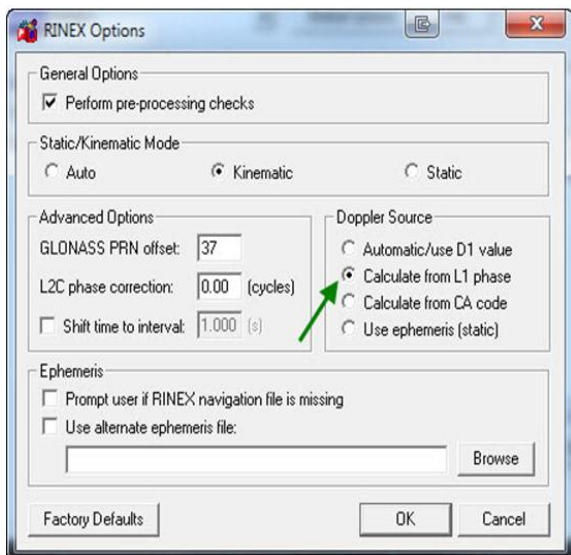 RINEX Options
General Options
Perform pre-processing checks
Static/Kinematic Mode
Auto Kinematic Static
Advanced Options
GLONASS PRN offset: 37
L2C phase correction: 0.00 (cycles)
Shift time to interval: 1.000 (s)
Doppler Source
Automatic/use D1 value
Calculate from L1 phase
Calculate from CA code
Use ephemeris (static)
Ephemeris
Prompt user if RINEX navigation file is missing
Use alternate ephemeris file:
Browse
Factory Defaults OK Cancel